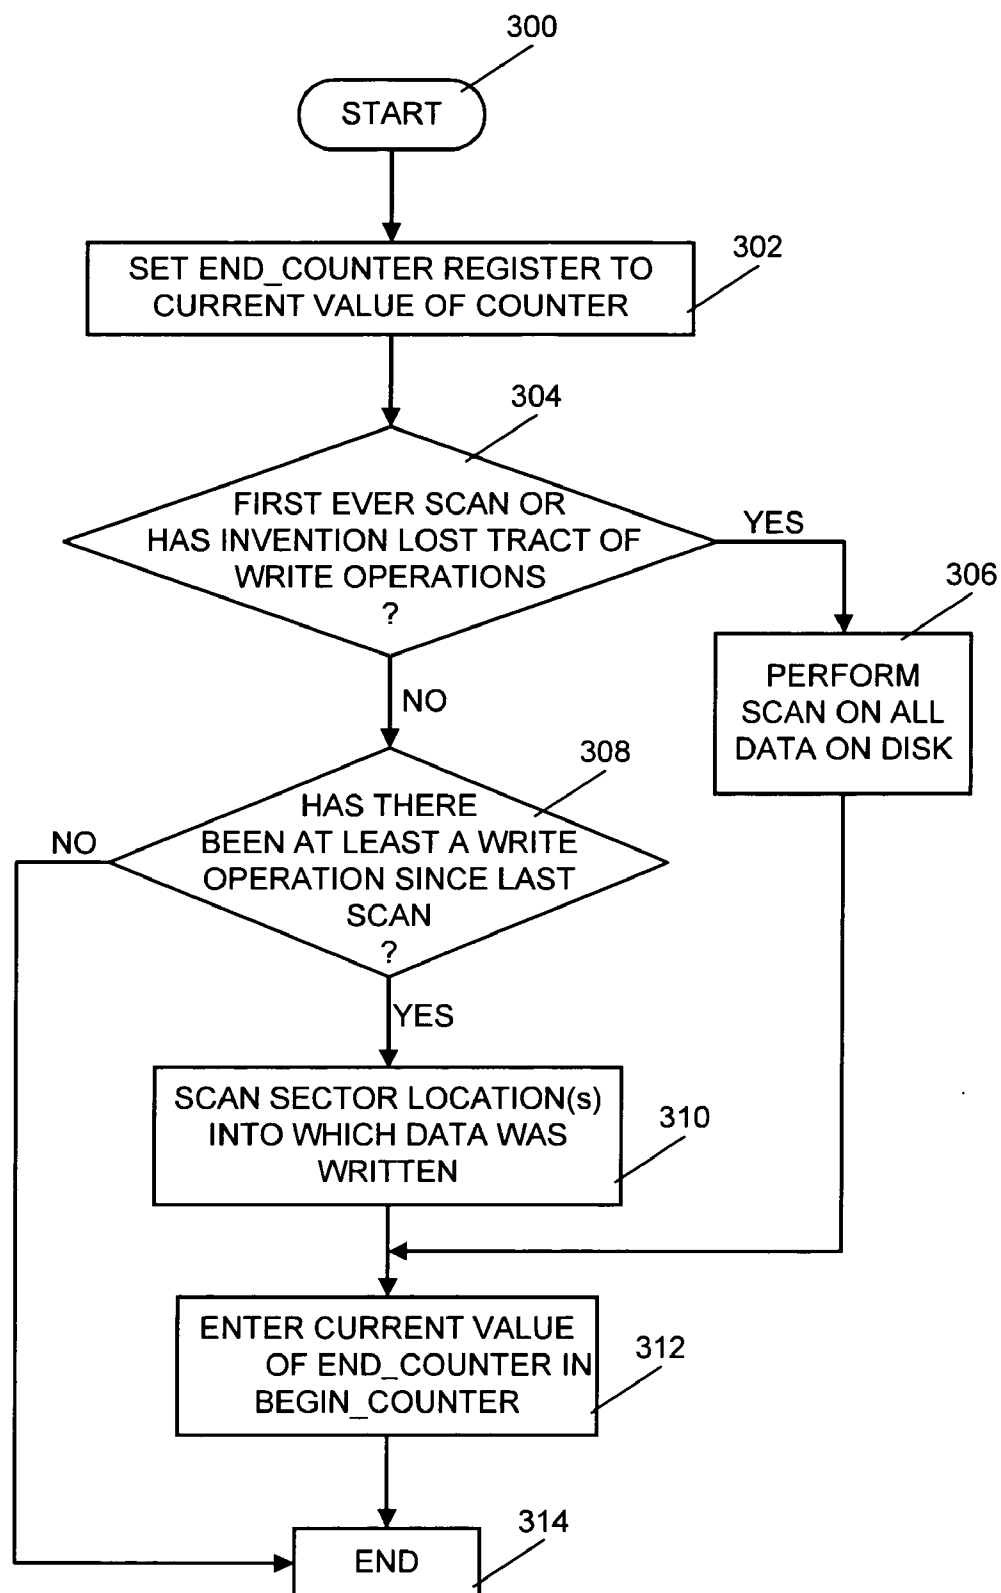 300
START
302
SET END_COUNTER REGISTER TO
CURRENT VALUE OF COUNTER
304
FIRST EVER SCAN OR
HAS INVENTION LOST TRACT OF
WRITE OPERATIONS
?
YES
306
PERFORM
SCAN ON ALL
DATA ON DISK
NO
308
HAS THERE
BEEN AT LEAST A WRITE
OPERATION SINCE LAST
SCAN
?
NO
YES
SCAN SECTOR LOCATION(s)
INTO WHICH DATA WAS
WRITTEN
310
ENTER CURRENT VALUE
OF END_COUNTER IN
BEGIN_COUNTER
312
314
END